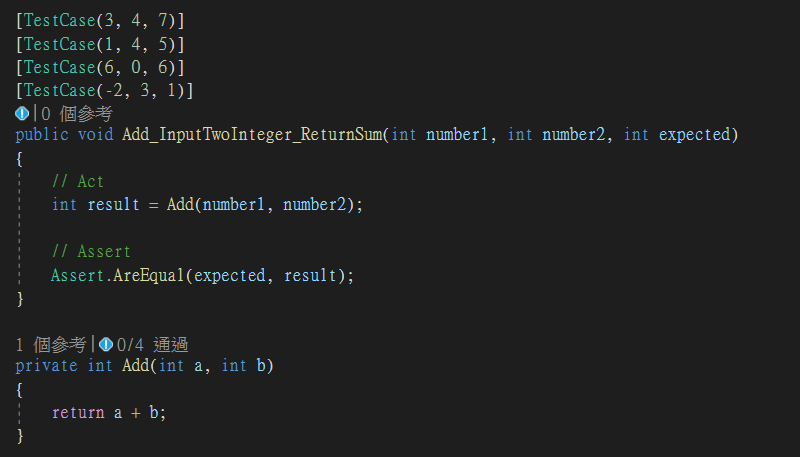 [TestCase(3, 4, 7)]
[TestCase(1, 4, 5)]
[TestCase(6, 0, 6)]
[TestCase(-2, 3, 1)]
|0 個參考
public void Add_InputTwoInteger_ReturnSum(int number1, int number2, int expected)
{
// Act
int result = Add(number1, number2);
// Assert
Assert.AreEqual(expected, result);
}
1 個參考|0/4 通過
private int Add(int a, int b)
{
return a + b;
}